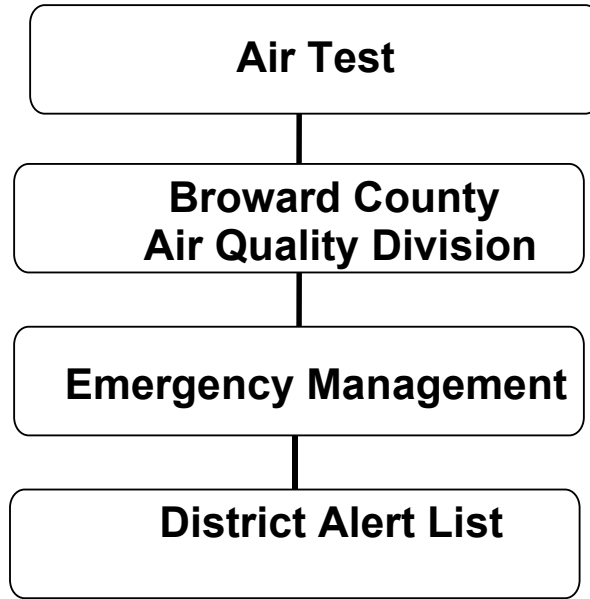 Air Test
Broward County
Air Quality Division
Emergency Management
District Alert List